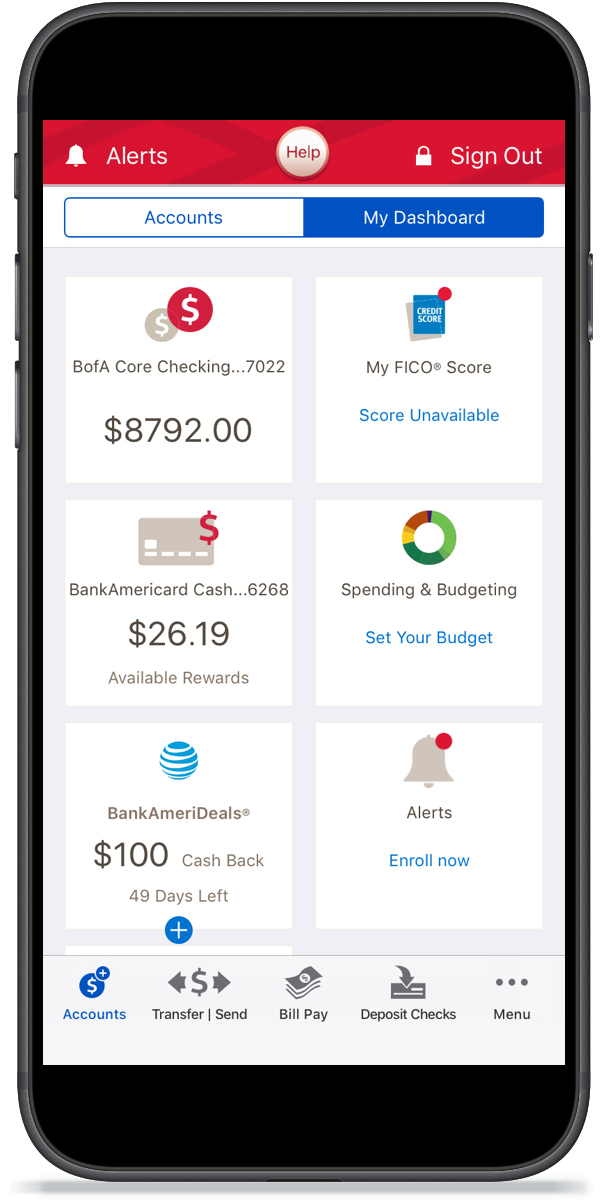 Alerts
Help
Sign Out
Accounts
My Dashboard
$
$
BofA Core Checking...7022
$8792.00
CREDIT
SCORE
My FICO® Score
Score Unavailable
$
BankAmericard Cash...6268
$26.19
Available Rewards
Spending & Budgeting
Set Your Budget
BankAmeriDeals®
$100 Cash Back
49 Days Left
+
Alerts
Enroll now
$
+
Accounts
$
Transfer | Send
$
Bill Pay
Deposit Checks
Menu